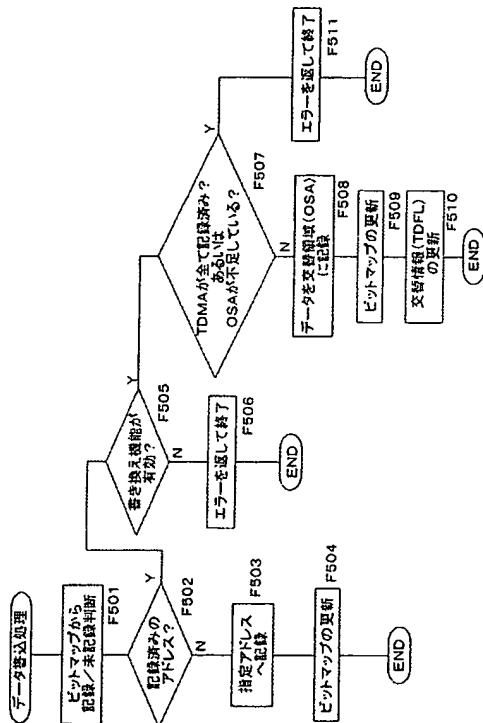 データ書込処理
ビットマップから
記録/未記録判断
F501
記録済みの
アドレス?
F502
Y
N
指定アドレス
へ記録
F503
ビットマップの更新
F504
END
書き換え機能が
有効?
F505
Y
N
エラーを返して終了
F506
END
TDMAが全て記録済み?
あるいは
OSAが不足している?
F507
Y
N
データを交替領域(OSA)
に記録
F508
ビットマップの更新
F509
交替情報(TDFL)
の更新
F510
END
エラーを返して終了
F511
END